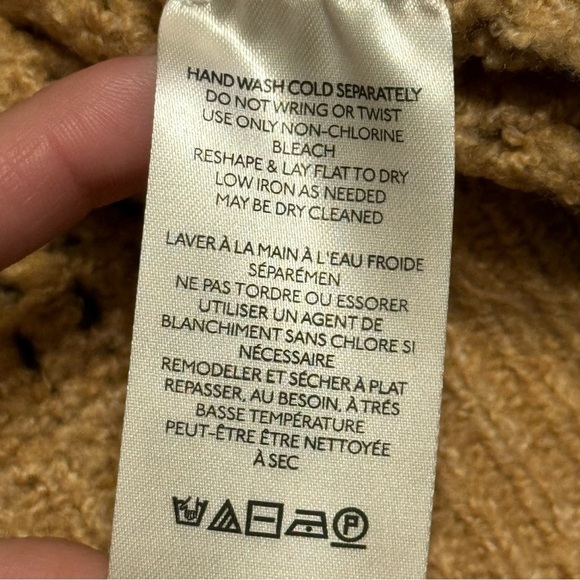 HAND WASH COLD SEPARATELY
DO NOT WRING OR TWIST
USE ONLY NON-CHLORINE
BLEACH
RESHAPE & LAY FLAT TO DRY
LOW IRON AS NEEDED
MAY BE DRY CLEANED
LAVER À LA MAIN À L'EAU FROIDE
SÉPARÉMEN
NE PAS TORDRE OU ESSORER
UTILISER UN AGENT DE
BLANCHIMENT SANS CHLORE SI
NÉCESSAIRE
REMODELER ET SÉCHER À PLAT
REPASSER, AU BESOIN, À TRÉS
BASSE TEMPÉRATURE
PEUT-ÊTRE ÊTRE NETTOYÉE
À SEC
P